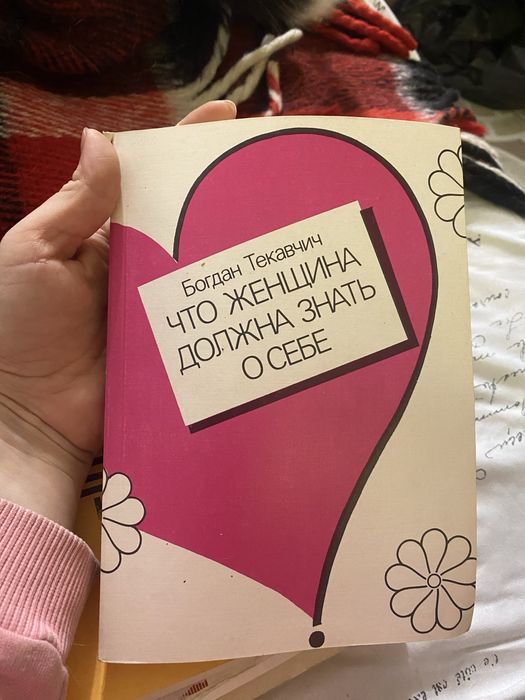 Богдан Текавчич
ЧТО ЖЕНЩИНА
ДОЛЖНА ЗНАТЬ
О СЕБЕ